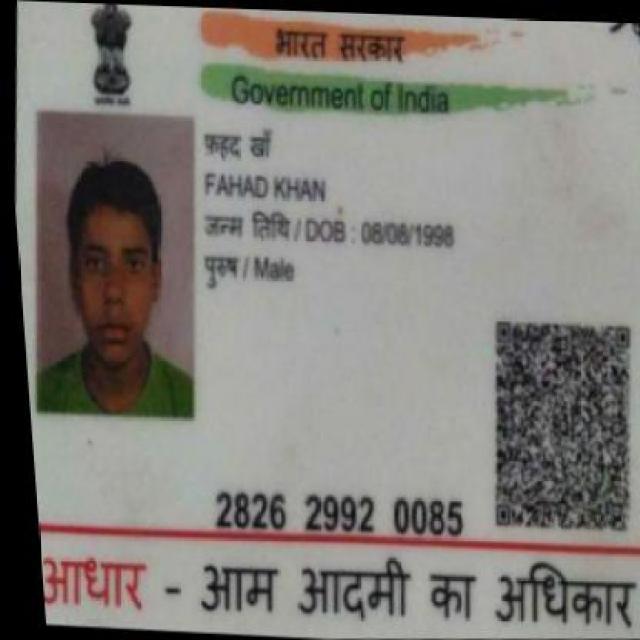 भारत सरकार
Government of India
फ़हद खाँ
FAHAD KHAN
जन्म तिथि / DOB : 08/08/1998
पुरुष / Male
2826 2992 0085
आधार - आम आदमी का अधिकार